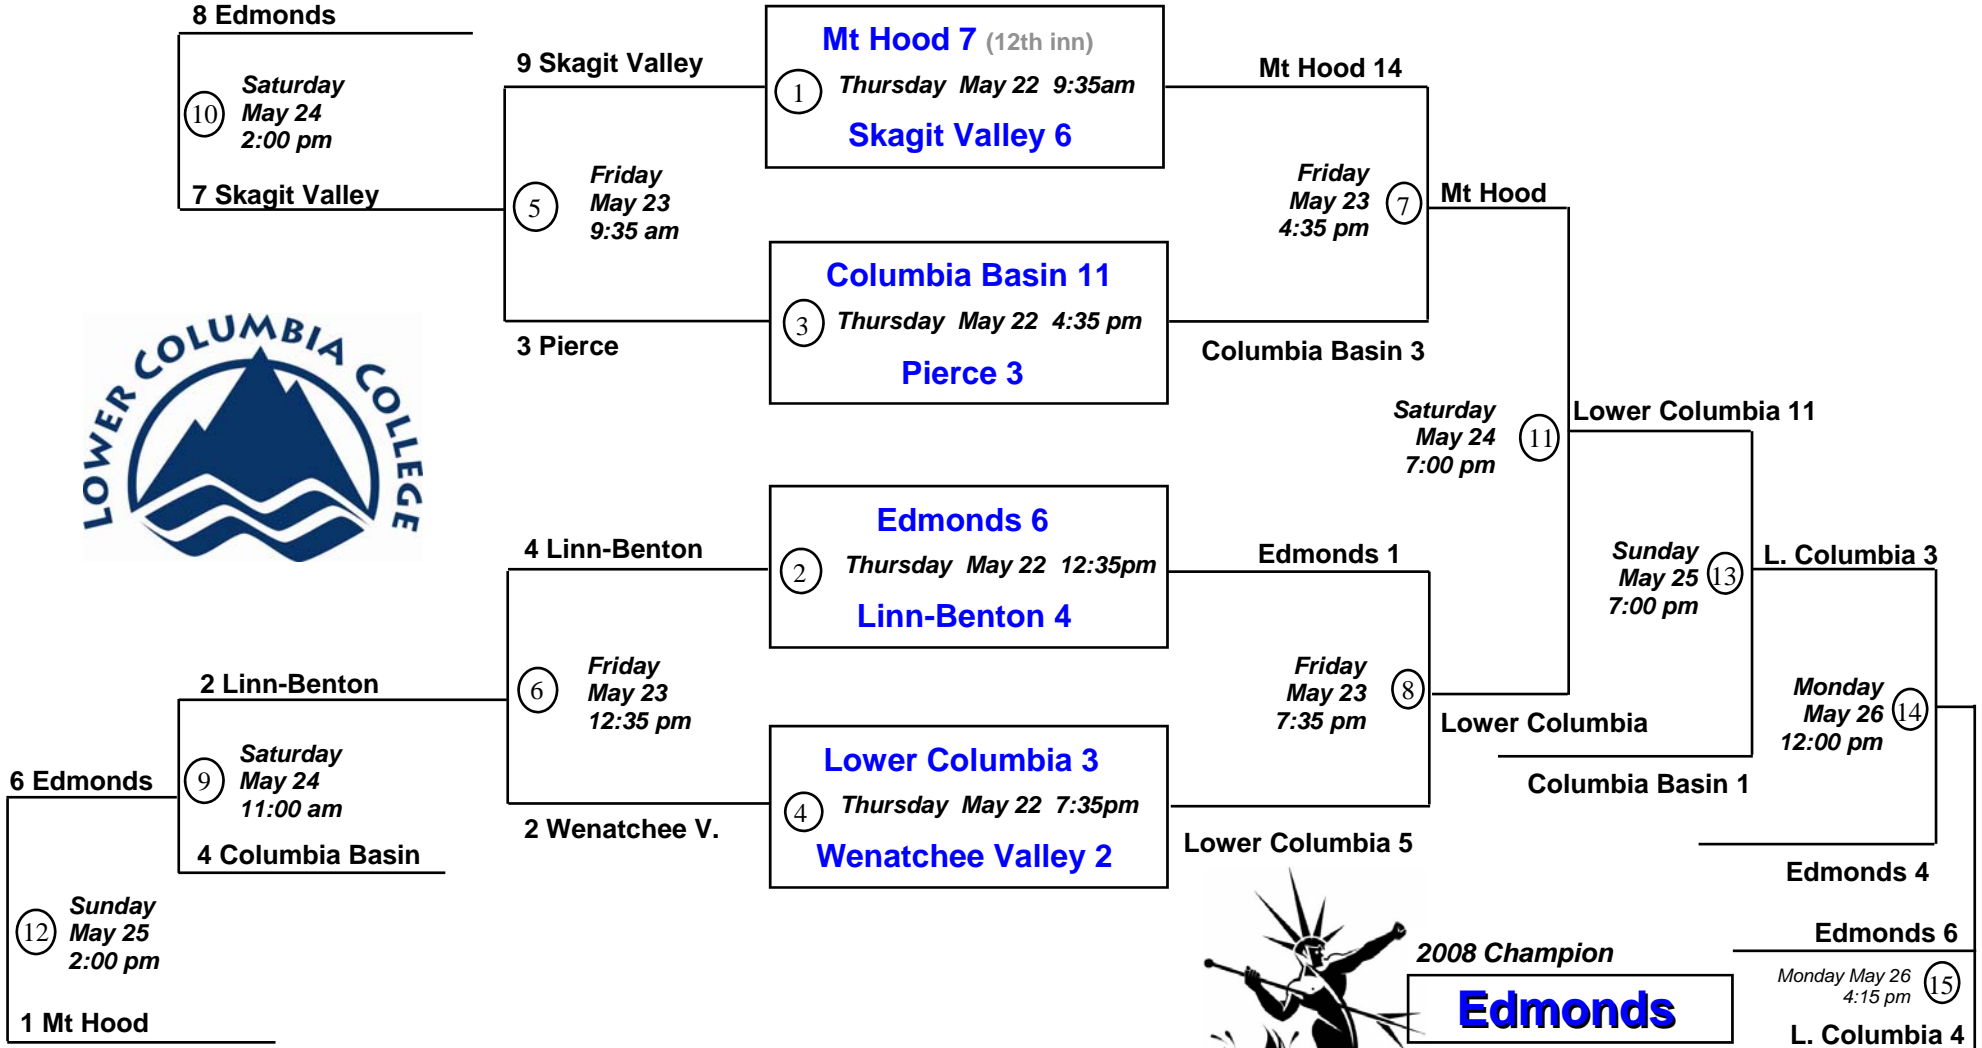 8 Edmonds
10
Saturday
May 24
2:00 pm
7 Skagit Valley
9 Skagit Valley
5
Friday
May 23
9:35 am
3 Pierce
Mt Hood 7 (12th inn)
1
Thursday May 22 9:35am
Skagit Valley 6
Columbia Basin 11
3
Thursday May 22 4:35 pm
Pierce 3
Mt Hood 14
Friday
May 23
4:35 pm
7
Columbia Basin 3
Mt Hood
LOWER COLUMBIA COLLEGE
Saturday
May 24
7:00 pm
11
Lower Columbia 11
4 Linn-Benton
6
Friday
May 23
12:35 pm
2 Wenatchee V.
Edmonds 6
2
Thursday May 22 12:35pm
Linn-Benton 4
Lower Columbia 3
4
Thursday May 22 7:35pm
Wenatchee Valley 2
Edmonds 1
Friday
May 23
7:35 pm
8
Lower Columbia 5
Lower Columbia
Sunday
May 25
7:00 pm
13
Columbia Basin 1
L. Columbia 3
Monday
May 26
12:00 pm
14
Edmonds 4
2 Linn-Benton
9
Saturday
May 24
11:00 am
4 Columbia Basin
6 Edmonds
12
Sunday
May 25
2:00 pm
1 Mt Hood
2008 Champion
Edmonds
Edmonds 6
Monday May 26
4:15 pm
15
L. Columbia 4